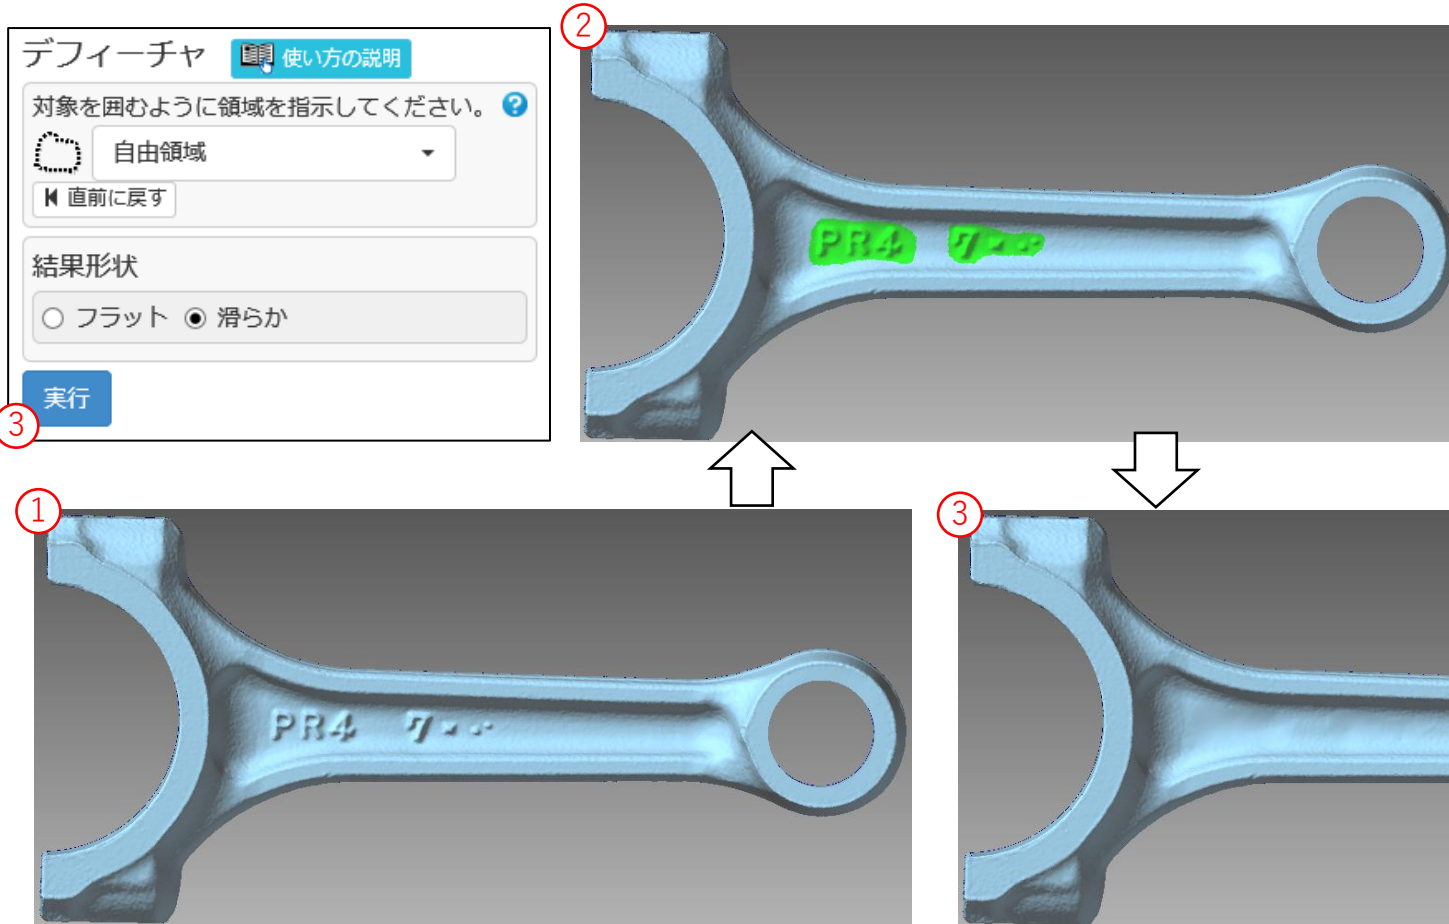 デフィーチャ
使い方の説明
対象を囲むように領域を指示してください。
?
自由領域
直前に戻す
結果形状
フラット
滑らか
実行
3
2
PR4 7
1
PR4 7
3